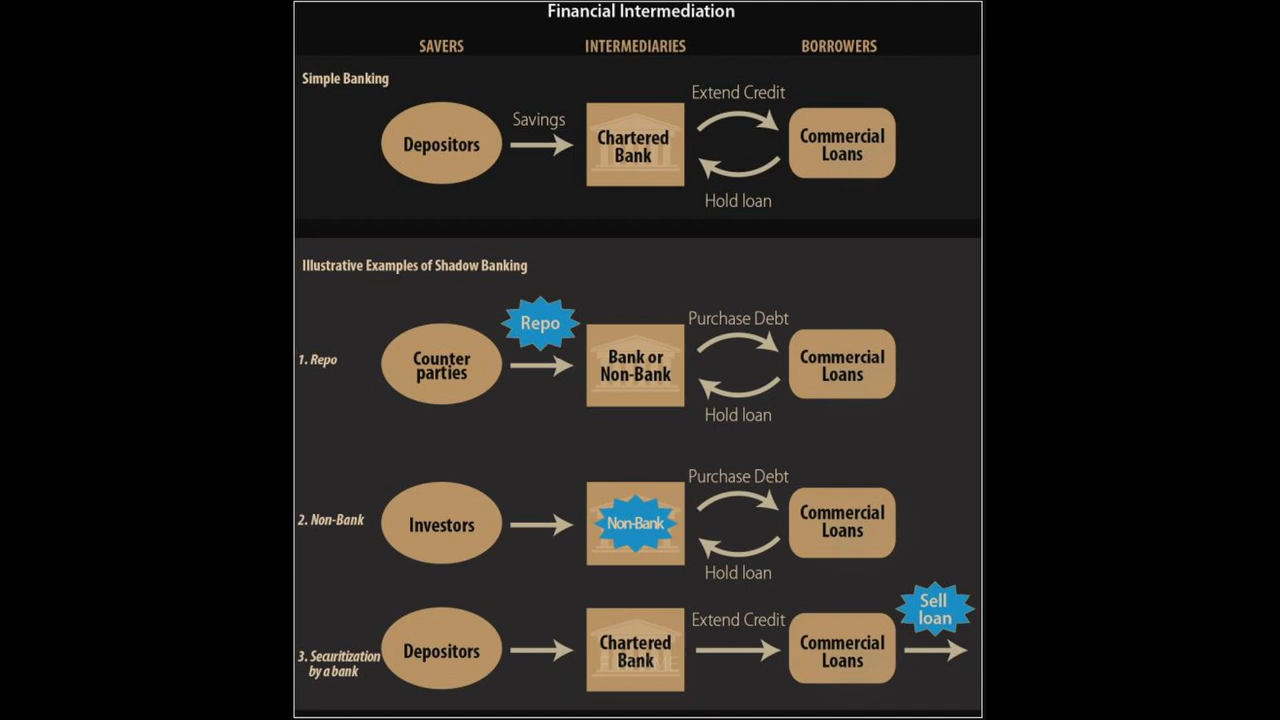 Financial Intermediation
SAVERS
INTERMEDIARIES
BORROWERS
Simple Banking
Depositors
Savings
Chartered
Bank
Extend Credit
Hold loan
Commercial
Loans
Illustrative Examples of Shadow Banking
1. Repo
Counter
parties
Repo
Bank or
Non-Bank
Purchase Debt
Hold loan
Commercial
Loans
2. Non-Bank
Investors
Non-Bank
Purchase Debt
Hold loan
Commercial
Loans
3. Securitization
by a bank
Depositors
Chartered
Bank
Extend Credit
Commercial
Loans
Sell
loan